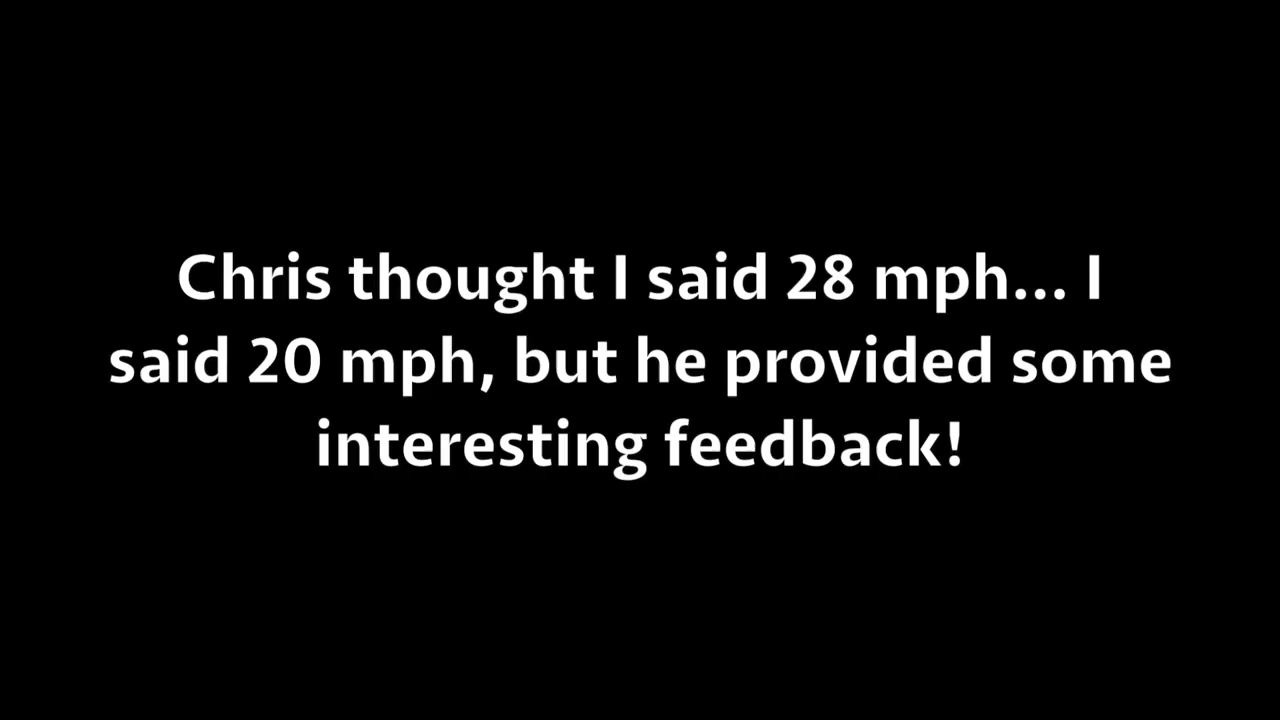 Chris thought I said 28 mph... I
said 20 mph, but he provided some
interesting feedback!